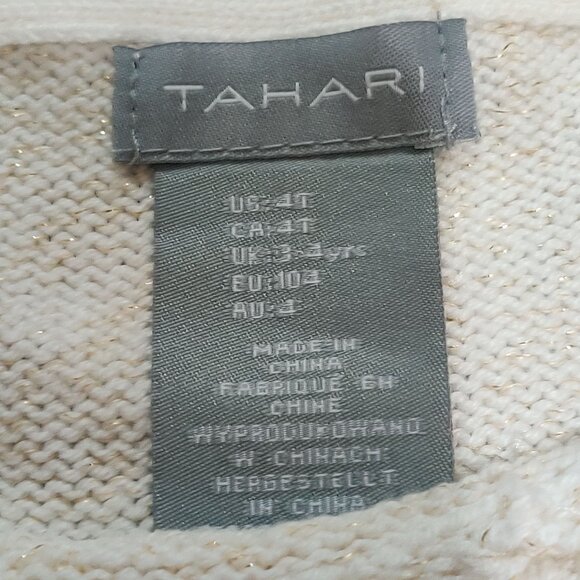 TAHARI
US:4T
CA:4T
UK:3-4yrs
EU:104
AU:4
MADE IN
CHINA
FABRIQUÉ EN
CHINE
WYPRODUKOWANO
W CHINACH
HERGESTELLT
IN CHINA